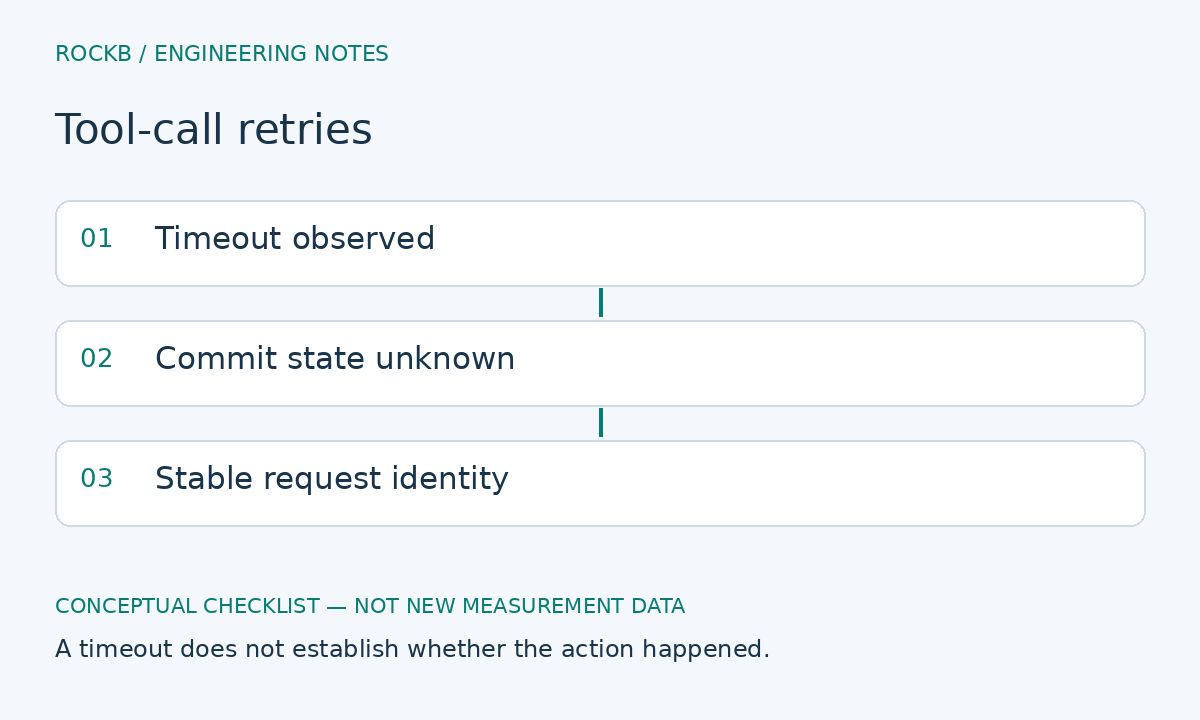 ROCKB / ENGINEERING NOTES
Tool-call retries
01 Timeout observed
02 Commit state unknown
03 Stable request identity
CONCEPTUAL CHECKLIST — NOT NEW MEASUREMENT DATA
A timeout does not establish whether the action happened.